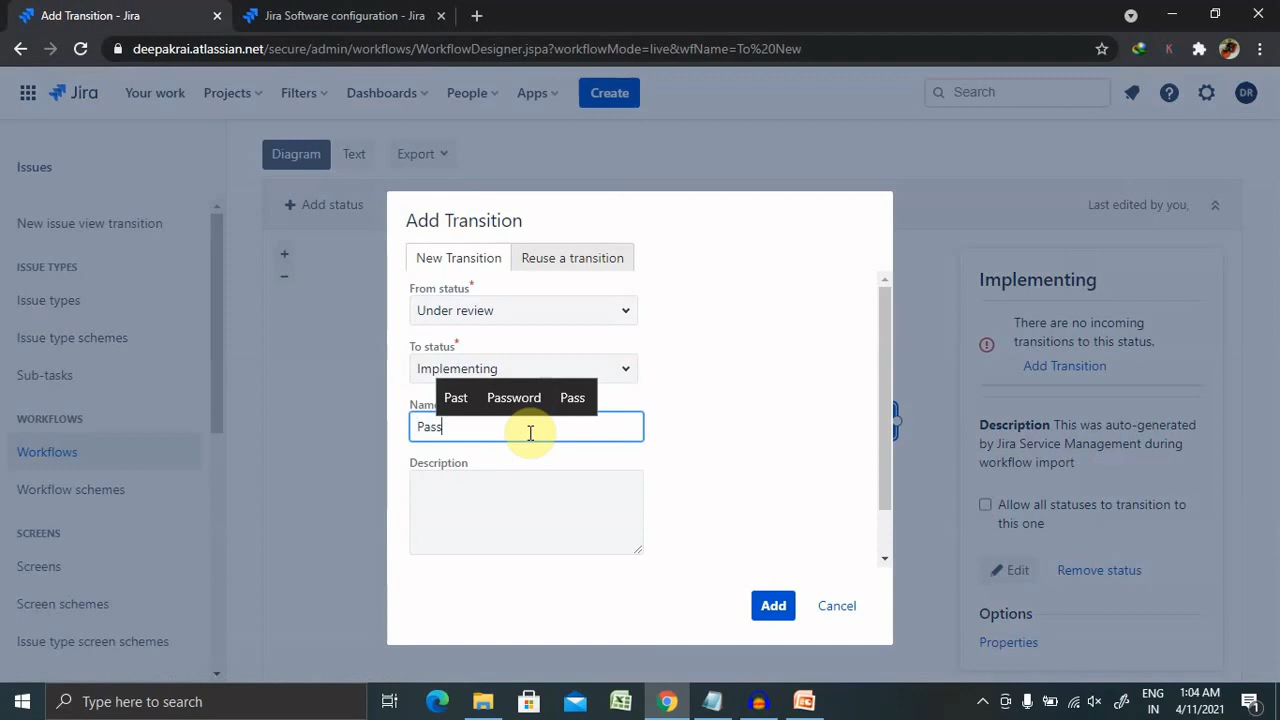 Add Transition - Jira
Jira Software configuration - Jira
deepakrai.atlassian.net/secure/admin/workflows/WorkflowDesigner.jspa?workflowMode=live&wfName=To%20New
K
Jira
Your work
Projects
Filters
Dashboards
People
Apps
Create
Search
DR
Issues
New issue view transition
ISSUE TYPES
Issue types
Issue type schemes
Sub-tasks
WORKFLOWS
Workflows
Workflow schemes
SCREENS
Screens
Screen schemes
Issue type screen schemes
Diagram
Text
Export
Add status
Last edited by you,
Add Transition
New Transition
Reuse a transition
From status*
Under review
To status*
Implementing
Past Password Pass
Name
Pass
Description
Add
Cancel
Implementing
There are no incoming
transitions to this status.
Add Transition
Description This was auto-generated
by Jira Service Management during
workflow import
Allow all statuses to transition to
this one
Edit
Remove status
Options
Properties
Type here to search
ENG
IN
1:04 AM
4/11/2021
1